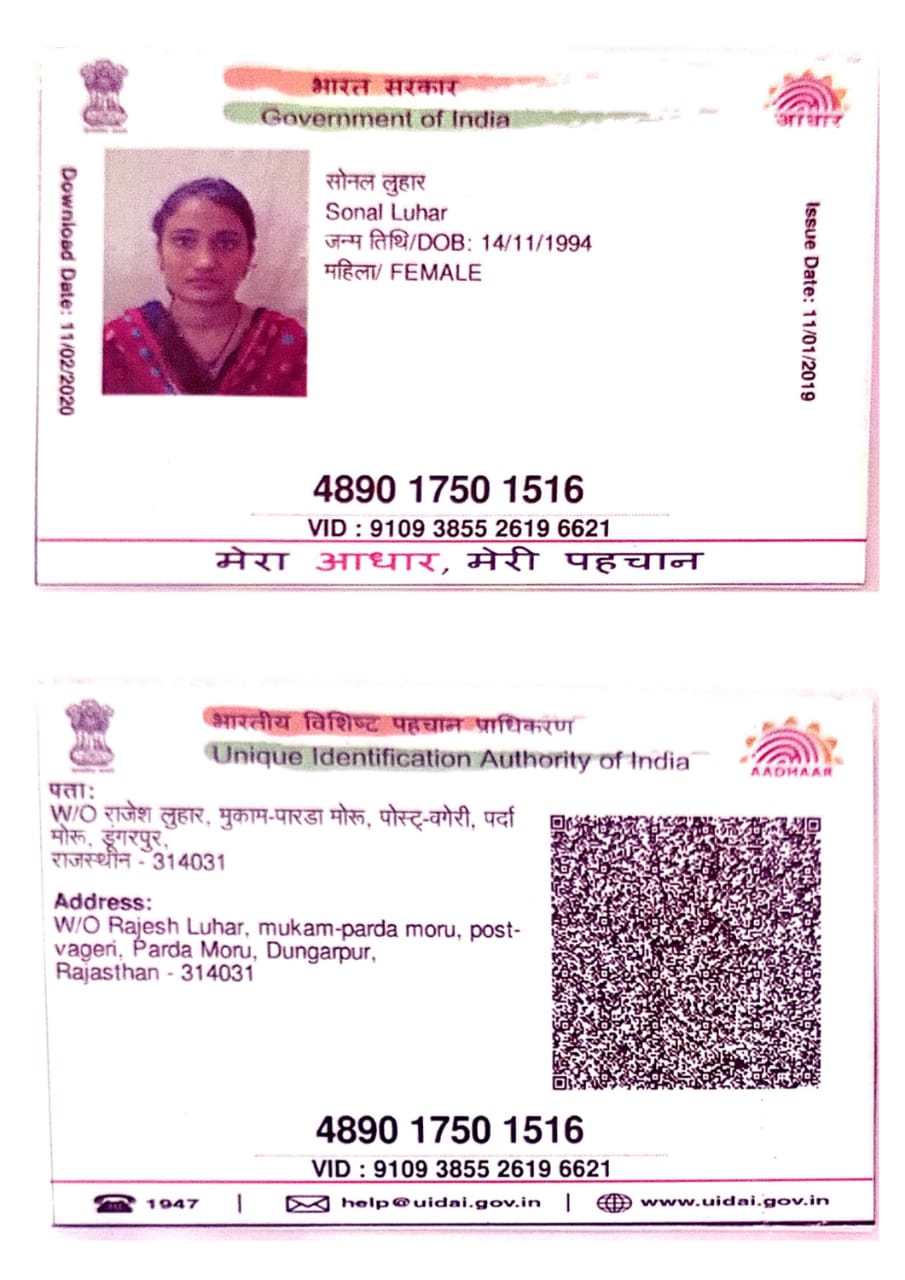 भारत सरकार
Government of India
आधार
Download Date: 11/02/2020
सोनल लुहार
Sonal Luhar
जन्म तिथि/DOB: 14/11/1994
महिला/ FEMALE
Issue Date: 11/01/2019
4890 1750 1516
VID : 9109 3855 2619 6621
मेरा आधार, मेरी पहचान
भारतीय विशिष्ट पहचान प्राधिकरण
Unique Identification Authority of India
AADHAAR
पता:
W/O राजेश लुहार, मुकाम-पारडा मोरू, पोस्ट्-वगेरी, पर्दा
मोरू, डूंगरपुर,
राजस्थान - 314031
Address:
W/O Rajesh Luhar, mukam-parda moru, post-
vageri, Parda Moru, Dungarpur,
Rajasthan - 314031
4890 1750 1516
VID : 9109 3855 2619 6621
1947 | help@uidai.gov.in | www.uidai.gov.in